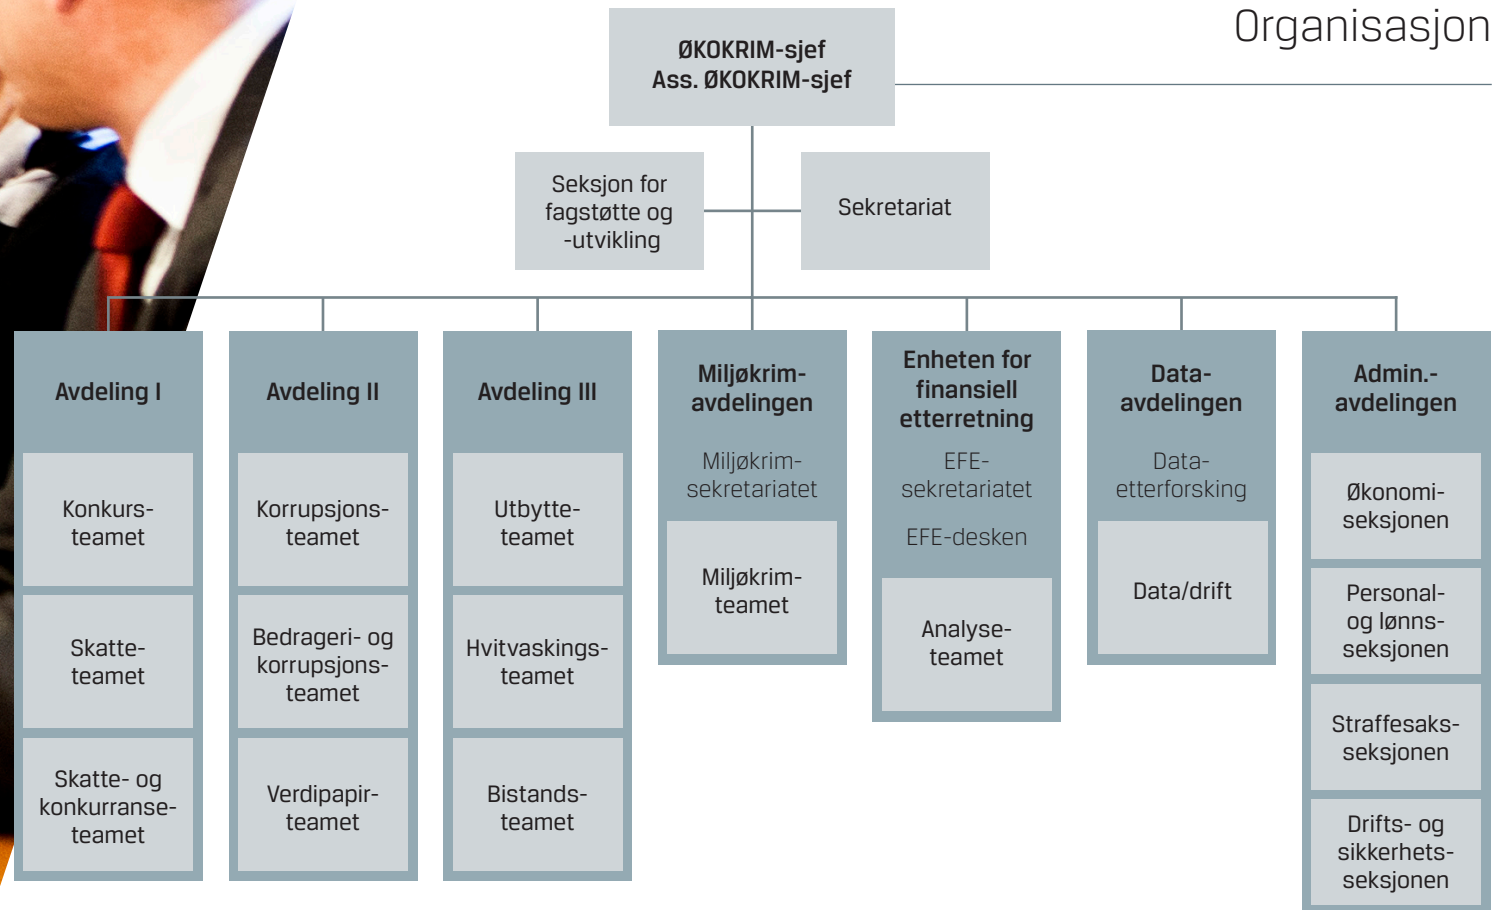 Organisasjon
ØKOKRIM-sjef
Ass. ØKOKRIM-sjef
Seksjon for
fagstøtte og
-utvikling
Sekretariat
Avdeling I
Konkurs-
teamet
Skatte-
teamet
Skatte- og
konkurranse-
teamet
Avdeling II
Korrupsjons-
teamet
Bedrageri- og
korrupsjons-
teamet
Verdipapir-
teamet
Avdeling III
Utbytte-
teamet
Hvitvaskings-
teamet
Bistands-
teamet
Miljøkrim-
avdelingen
Miljøkrim-
sekretariatet
Miljøkrim-
teamet
Enheten for
finansiell
etterretning
EFE-
sekretariatet
EFE-desken
Analyse-
teamet
Data-
avdelingen
Data-
etterforsking
Data/drift
Admin.-
avdelingen
Økonomi-
seksjonen
Personal-
og lønns-
seksjonen
Straffesaks-
seksjonen
Drifts- og
sikkerhets-
seksjonen